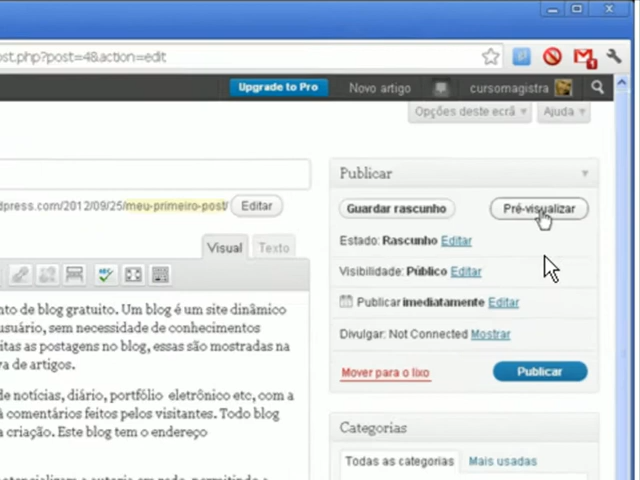 ost.php?post=4&action=edit
Upgrade to Pro
Novo artigo
cursomagistra
Opções deste ecrã
Ajuda
Publicar
dpress.com/2012/09/25/meu-primeiro-post/
Editar
Guardar rascunho
Pré-visualizar
Estado: Rascunho Editar
Visual
Texto
Visibilidade: Público Editar
Publicar imediatamente Editar
nto de blog gratuito. Um blog é um site dinâmico
usuário, sem necessidade de conhecimentos
itas as postagens no blog, essas são mostradas na
va de artigos.
Divulgar: Not Connected Mostrar
Mover para o lixo
Publicar
de notícias, diário, portfólio eletrônico etc, com a
à comentários feitos pelos visitantes. Todo blog
a criação. Este blog tem o endereço
Categorias
Todas as categorias
Mais usadas